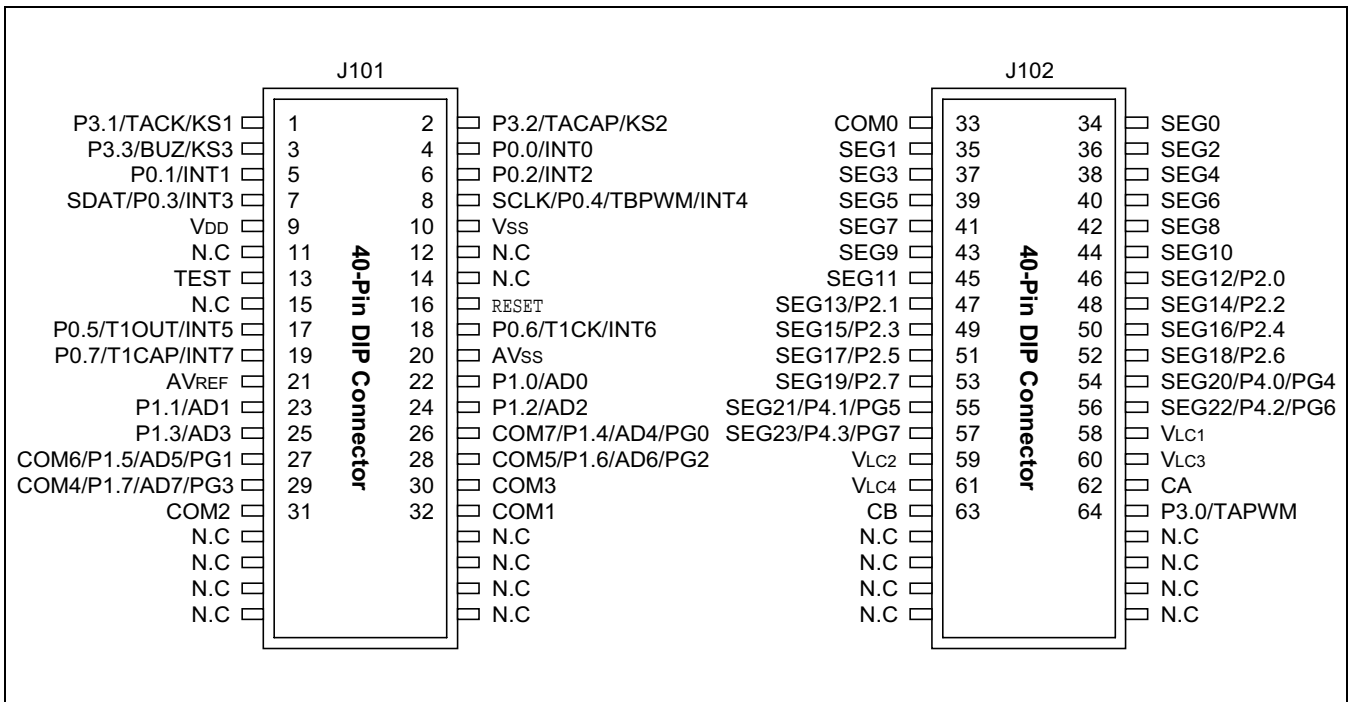 J101 J102
P3.1/TACK/KS1 1 2 P3.2/TACAP/KS2 COM0 33 34 SEG0
P3.3/BUZ/KS3 3 4 P0.0/INT0 SEG1 35 36 SEG2
P0.1/INT1 5 6 P0.2/INT2 SEG3 37 38 SEG4
SDAT/P0.3/INT3 7 8 SCLK/P0.4/TBPWM/INT4 SEG5 39 40 SEG6
VDD 9 10 VSS SEG7 41 42 SEG8
N.C 11 12 N.C SEG9 43 44 SEG10
TEST 13 14 N.C SEG11 45 46 SEG12/P2.0
N.C 15 16 RESET SEG13/P2.1 47 48 SEG14/P2.2
P0.5/T1OUT/INT5 17 18 P0.6/T1CK/INT6 SEG15/P2.3 49 50 SEG16/P2.4
P0.7/T1CAP/INT7 19 20 AVSS SEG17/P2.5 51 52 SEG18/P2.6
AVREF 21 22 P1.0/AD0 SEG19/P2.7 53 54 SEG20/P4.0/PG4
P1.1/AD1 23 24 P1.2/AD2 SEG21/P4.1/PG5 55 56 SEG22/P4.2/PG6
P1.3/AD3 25 26 COM7/P1.4/AD4/PG0 SEG23/P4.3/PG7 57 58 VLC1
COM6/P1.5/AD5/PG1 27 28 COM5/P1.6/AD6/PG2 VLC2 59 60 VLC3
COM4/P1.7/AD7/PG3 29 30 COM3 VLC4 61 62 CA
COM2 31 32 COM1 CB 63 64 P3.0/TAPWM
N.C N.C N.C N.C
N.C N.C N.C N.C
N.C N.C N.C N.C
N.C N.C N.C N.C
40-Pin DIP Connector
40-Pin DIP Connector